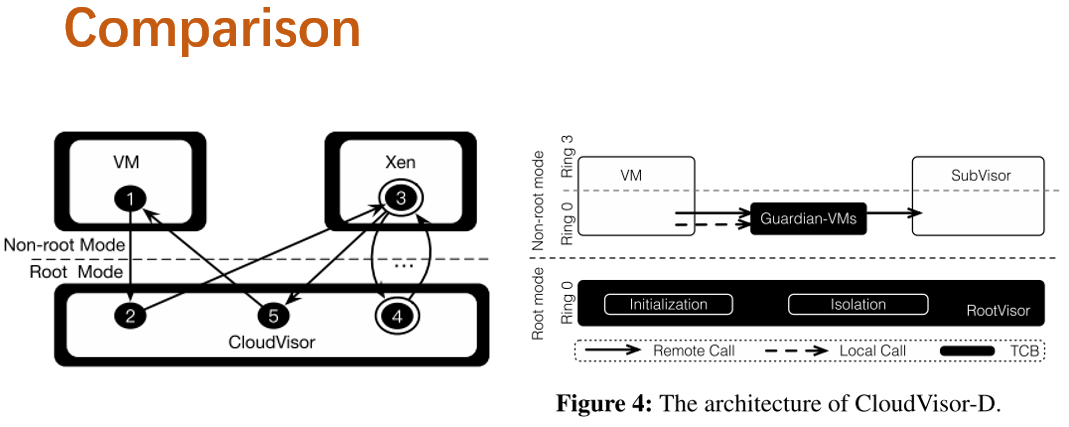 Comparison
VM
Xen
1
3
Non-root Mode
Root Mode
...
2
5
4
CloudVisor
Non-root mode
Ring 3
Ring 0
VM
SubVisor
Guardian-VMs
Root mode
Ring 0
Initialization
Isolation
RootVisor
Remote Call
Local Call
TCB
Figure 4: The architecture of CloudVisor-D.